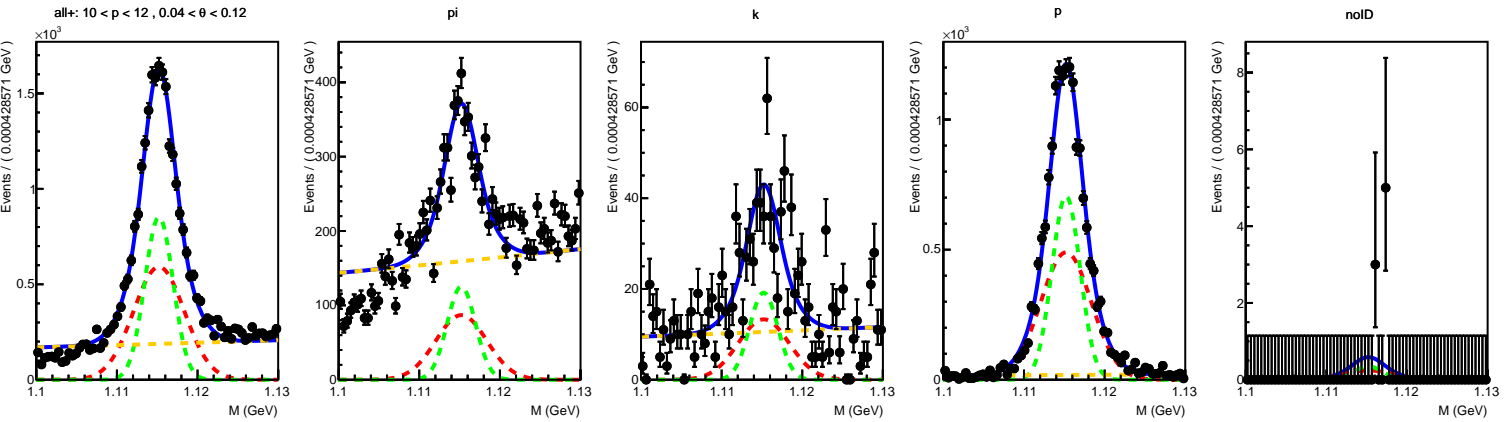 all+: 10 < p < 12 , 0.04 < θ < 0.12
×10³
Events / ( 0.000428571 GeV )
1.5
1
0.5
0
1.1
1.11
1.12
1.13
M (GeV)
pi
Events / ( 0.000428571 GeV )
400
300
200
100
0
1.1
1.11
1.12
1.13
M (GeV)
k
Events / ( 0.000428571 GeV )
60
40
20
0
1.1
1.11
1.12
1.13
M (GeV)
p
×10³
Events / ( 0.000428571 GeV )
1
0.5
0
1.1
1.11
1.12
1.13
M (GeV)
noID
Events / ( 0.000428571 GeV )
8
6
4
2
0
1.1
1.11
1.12
1.13
M (GeV)